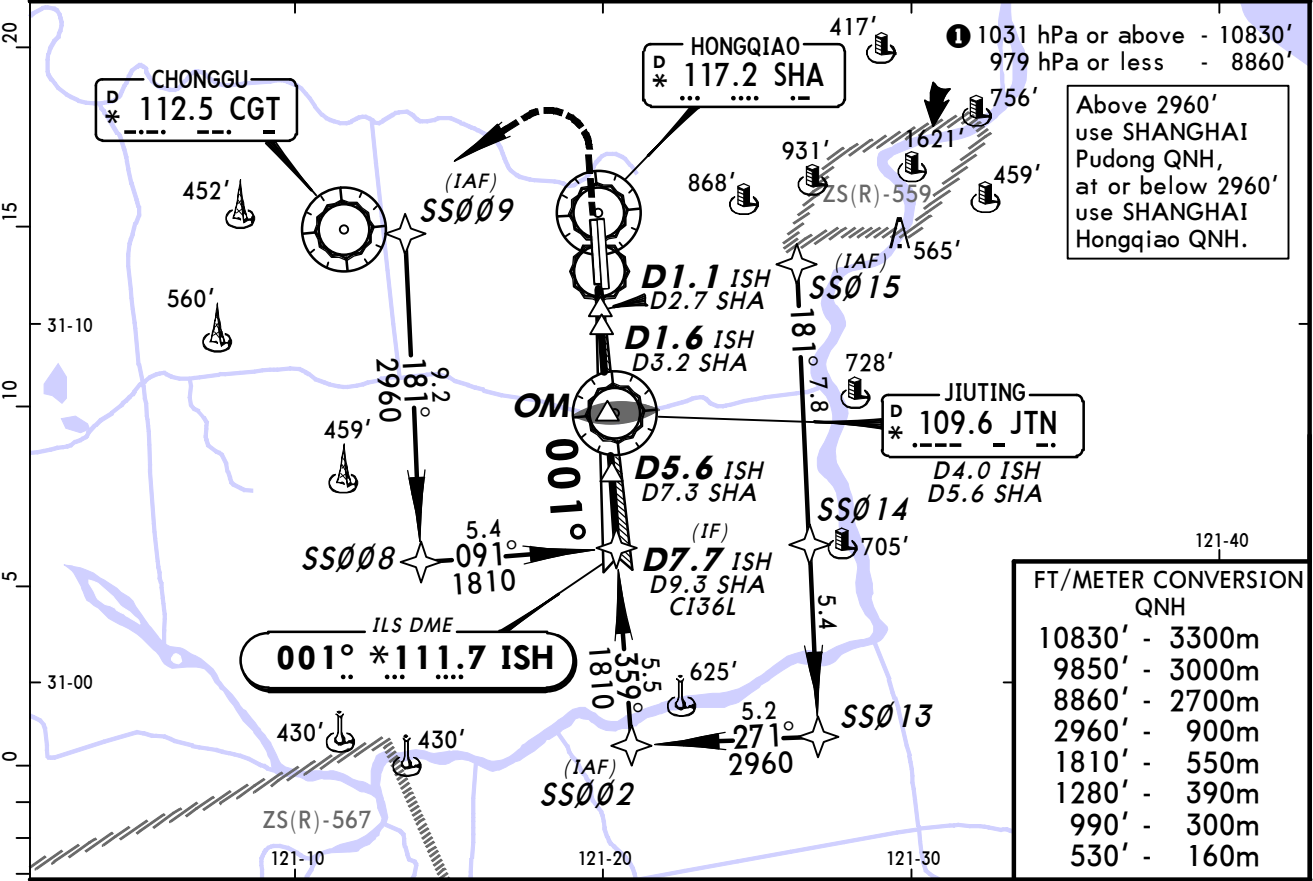 20
15
10
5
0
417'
❶ 1031 hPa or above - 10830'
979 hPa or less - 8860'
Above 2960'
use SHANGHAI
Pudong QNH,
at or below 2960'
use SHANGHAI
Hongqiao QNH.
CHONGGU
D
* 112.5 CGT
HONGQIAO
D
* 117.2 SHA
756'
1621'
931'
868'
459'
ZS(R)-559
565'
452'
(IAF)
SSØØ9
(IAF)
SSØ15
560'
31-10
D1.1 ISH
D2.7 SHA
D1.6 ISH
D3.2 SHA
181°
7.8
728'
9.2
181°
2960
OM
JIUTING
D
* 109.6 JTN
D4.0 ISH
D5.6 SHA
459'
001°
D5.6 ISH
D7.3 SHA
SSØ14
705'
(IF)
D7.7 ISH
D9.3 SHA
CI36L
SSØØ8
5.4
091°
1810
121-40
5.4
ILS DME
001° *111.7 ISH
5.5
359°
1810
625'
31-00
430'
430'
5.2
271°
2960
SSØ13
(IAF)
SSØØ2
ZS(R)-567
121-10
121-20
121-30
FT/METER CONVERSION
QNH
10830' - 3300m
9850' - 3000m
8860' - 2700m
2960' - 900m
1810' - 550m
1280' - 390m
990' - 300m
530' - 160m